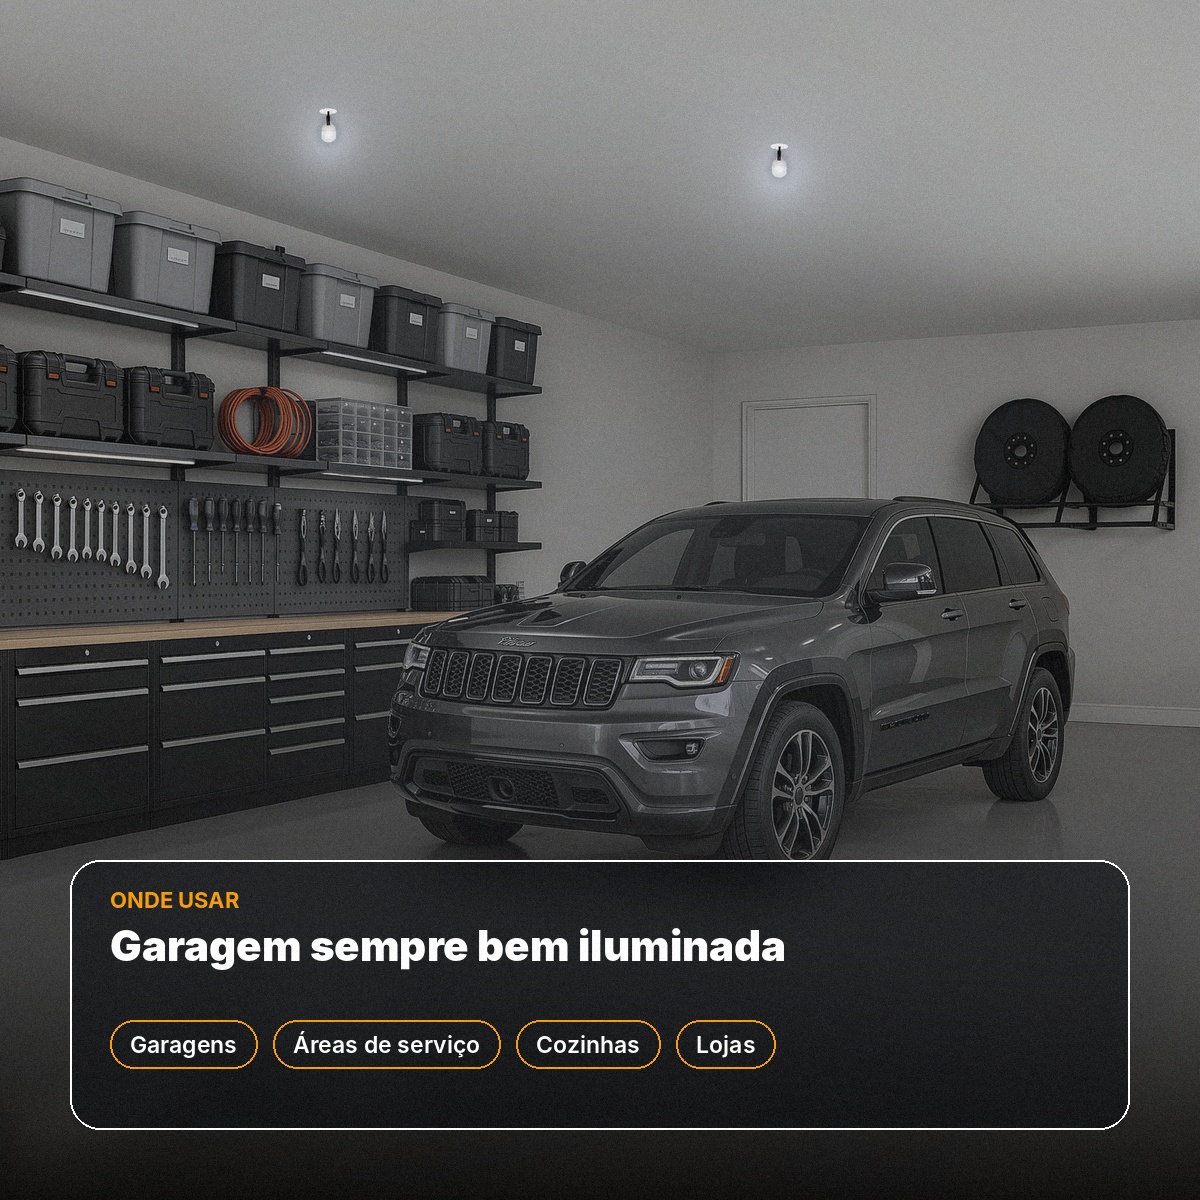 ONDE USAR
Garagem sempre bem iluminada
Garagens
Áreas de serviço
Cozinhas
Lojas